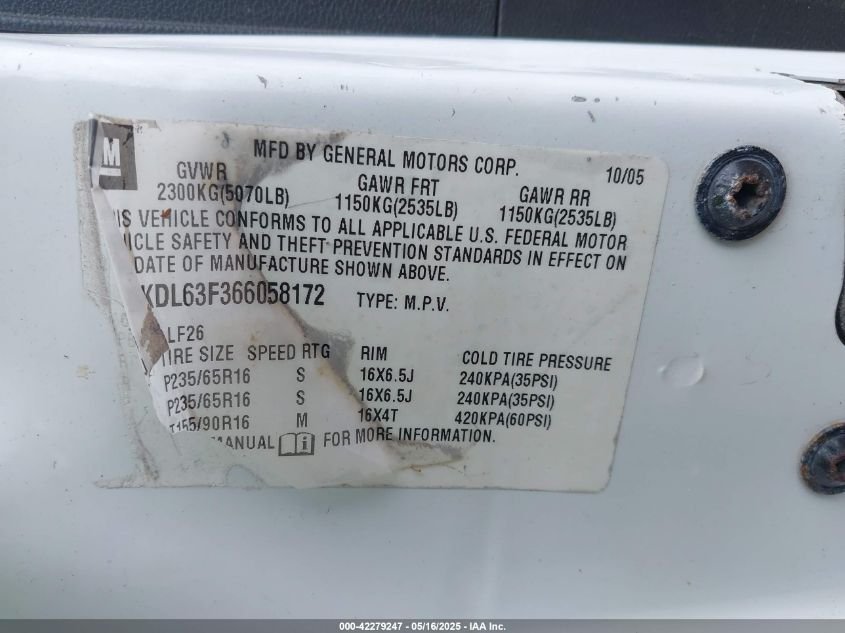 GM
MFD BY GENERAL MOTORS CORP. 10/05
GVWR GAWR FRT GAWR RR
2300KG(5070LB) 1150KG(2535LB) 1150KG(2535LB)
IS VEHICLE CONFORMS TO ALL APPLICABLE U.S. FEDERAL MOTOR
ICLE SAFETY AND THEFT PREVENTION STANDARDS IN EFFECT ON
DATE OF MANUFACTURE SHOWN ABOVE.
KDL63F366058172 TYPE: M.P.V.
LF26
TIRE SIZE SPEED RTG RIM COLD TIRE PRESSURE
P235/65R16 S 16X6.5J 240KPA(35PSI)
P235/65R16 S 16X6.5J 240KPA(35PSI)
T155/90R16 M 16X4T 420KPA(60PSI)
MANUAL i FOR MORE INFORMATION.
000-42279247 - 05/16/2025 - IAA Inc.